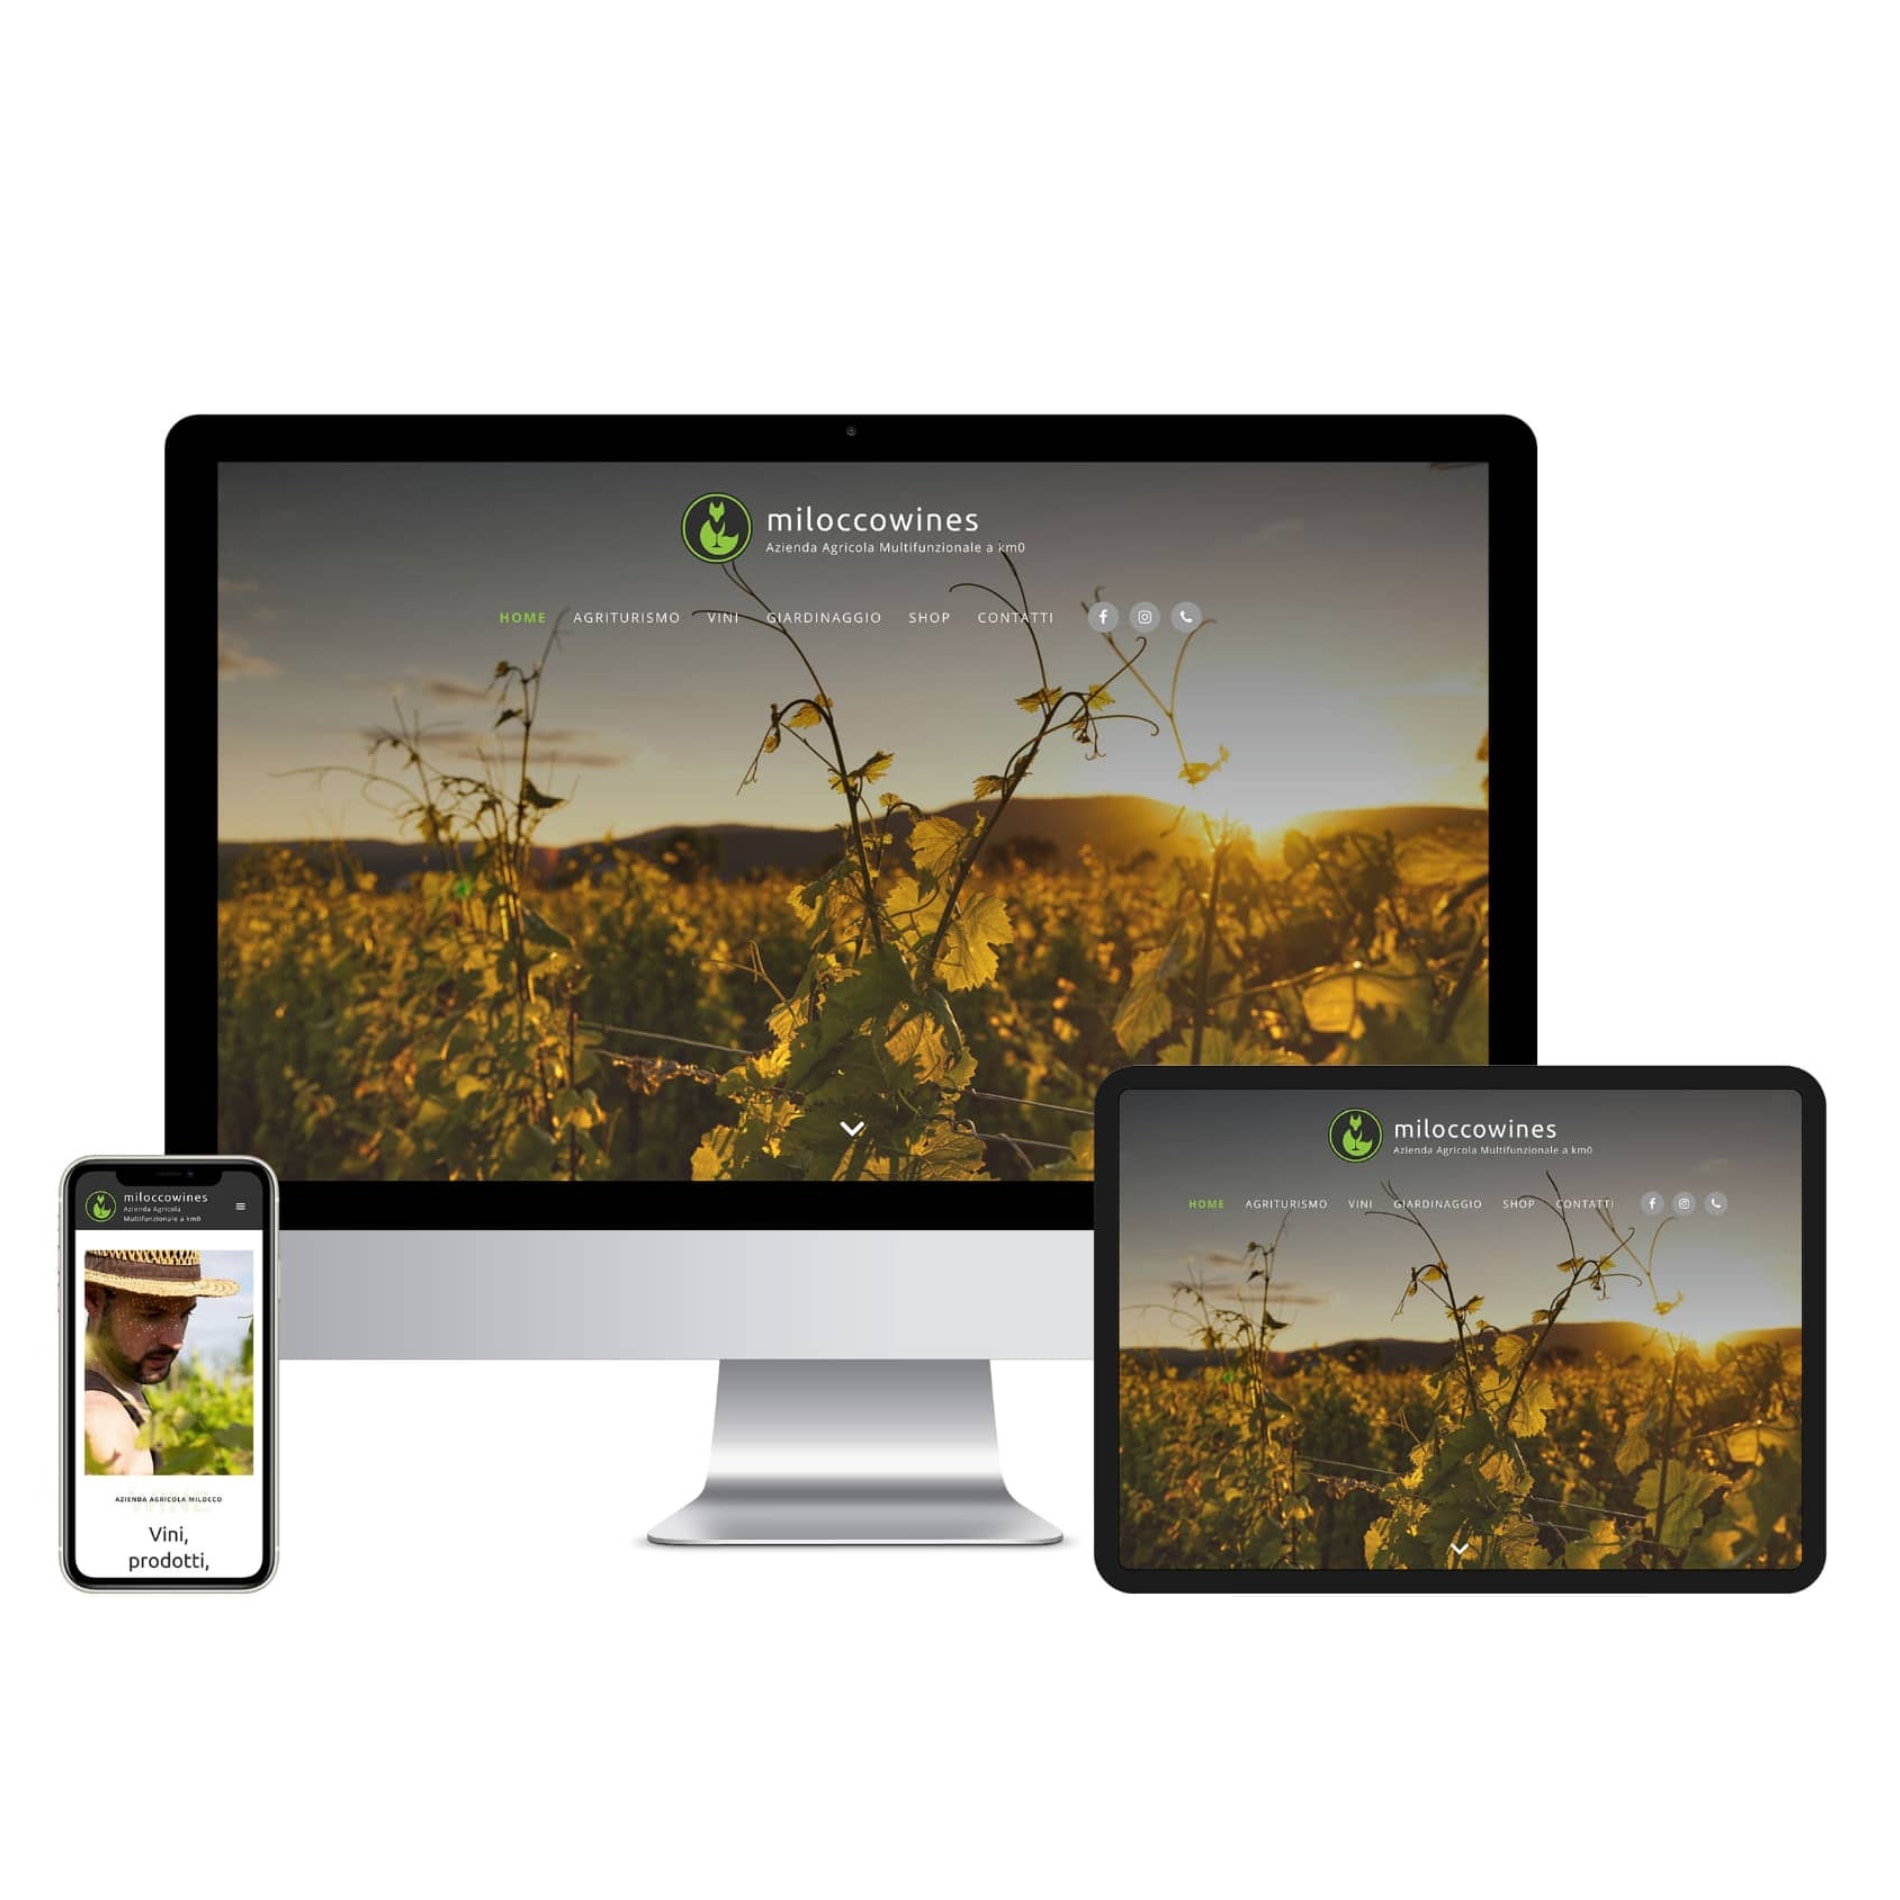 miloccowines
Azienda Agricola Multifunzionale a km0
HOME AGRITURISMO VINI GIARDINAGGIO SHOP CONTATTI
miloccowines
Azienda Agricola Multifunzionale a km0
HOME AGRITURISMO VINI GIARDINAGGIO SHOP CONTATTI
miloccowines
Azienda Agricola
Multifunzionale a km0
AZIENDA AGRICOLA MILOCCO
Vini,
prodotti,